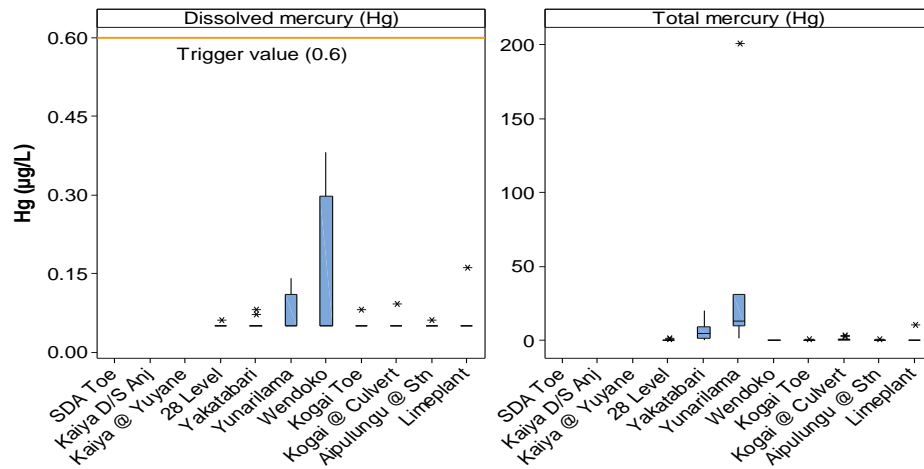 Dissolved mercury (Hg)
Total mercury (Hg)
Hg (µg/L)
0.60
0.45
0.30
0.15
0.00
Trigger value (0.6)
SDA Toe
Kaiya D/S Anj
Kaiya @ Yuyane
28 Level
Yakatabari
Yunarilama
Wendoko
Kogai Toe
Kogai @ Culvert
Aipulungu @ Stn
Limeplant
200
150
100
50
0
SDA Toe
Kaiya D/S Anj
Kaiya @ Yuyane
28 Level
Yakatabari
Yunarilama
Wendoko
Kogai Toe
Kogai @ Culvert
Aipulungu @ Stn
Limeplant